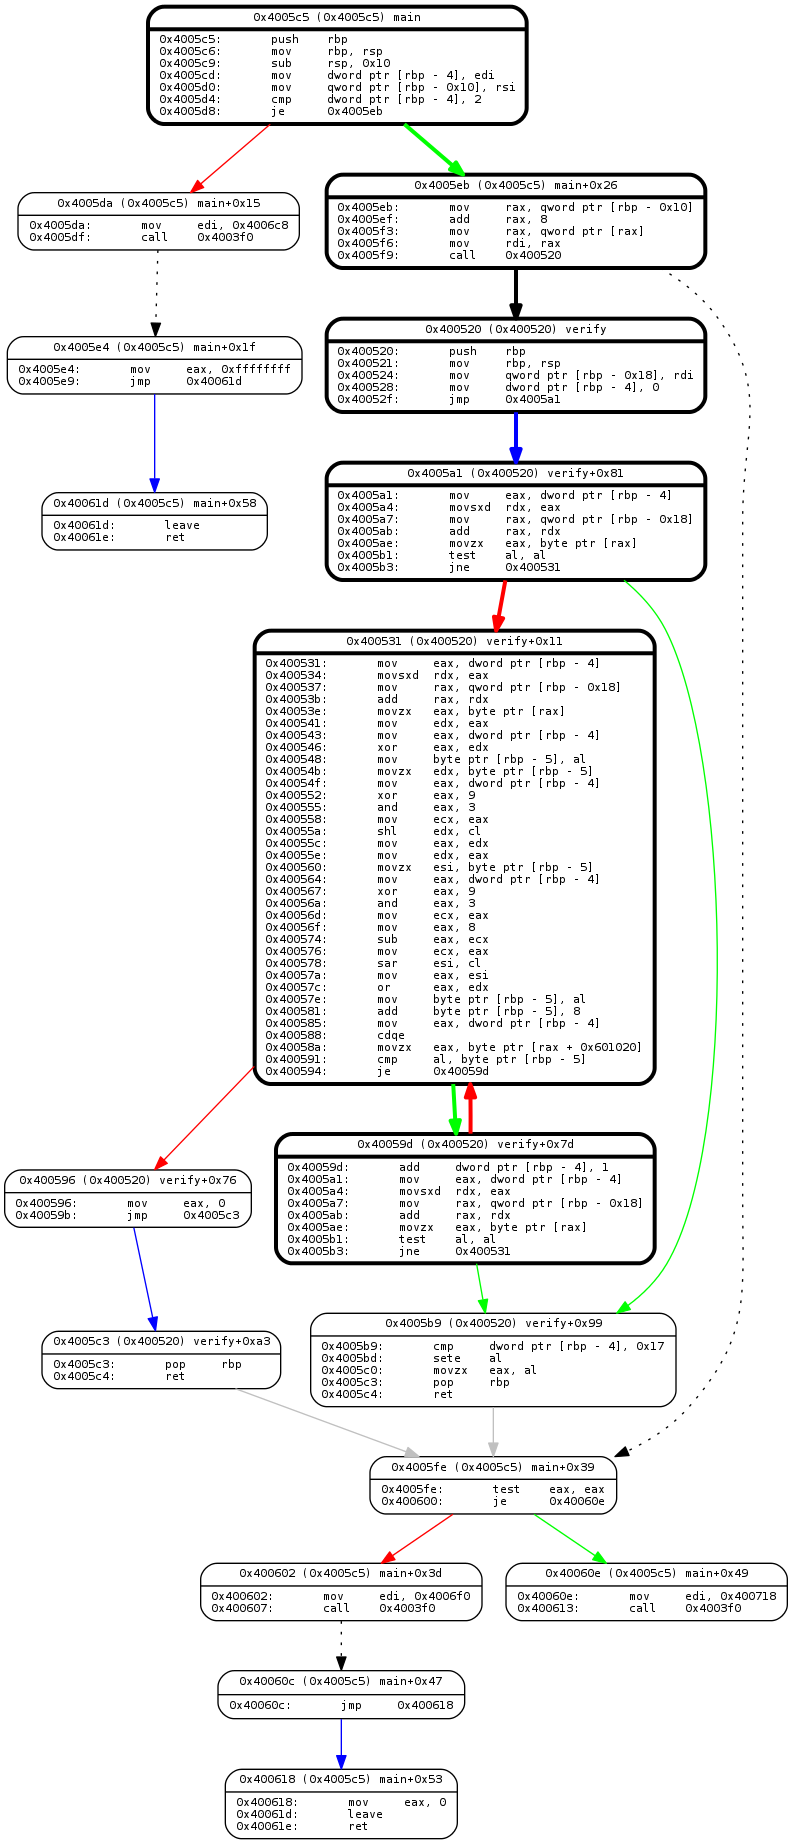 0x4005c5 (0x4005c5) main
0x4005c5: push rbp
0x4005c6: mov rbp, rsp
0x4005c9: sub rsp, 0x10
0x4005cd: mov dword ptr [rbp - 4], edi
0x4005d0: mov qword ptr [rbp - 0x10], rsi
0x4005d4: cmp dword ptr [rbp - 4], 2
0x4005d8: je 0x4005eb
0x4005da (0x4005c5) main+0x15
0x4005da: mov edi, 0x4006c8
0x4005df: call 0x4003f0
0x4005eb (0x4005c5) main+0x26
0x4005eb: mov rax, qword ptr [rbp - 0x10]
0x4005ef: add rax, 8
0x4005f3: mov rax, qword ptr [rax]
0x4005f6: mov rdi, rax
0x4005f9: call 0x400520
0x4005e4 (0x4005c5) main+0x1f
0x4005e4: mov eax, 0xffffffff
0x4005e9: jmp 0x40061d
0x400520 (0x400520) verify
0x400520: push rbp
0x400521: mov rbp, rsp
0x400524: mov qword ptr [rbp - 0x18], rdi
0x400528: mov dword ptr [rbp - 4], 0
0x40052f: jmp 0x4005a1
0x40061d (0x4005c5) main+0x58
0x40061d: leave
0x40061e: ret
0x4005a1 (0x400520) verify+0x81
0x4005a1: mov eax, dword ptr [rbp - 4]
0x4005a4: movsxd rdx, eax
0x4005a7: mov rax, qword ptr [rbp - 0x18]
0x4005ab: add rax, rdx
0x4005ae: movzx eax, byte ptr [rax]
0x4005b1: test al, al
0x4005b3: jne 0x400531
0x400531 (0x400520) verify+0x11
0x400531: mov eax, dword ptr [rbp - 4]
0x400534: movsxd rdx, eax
0x400537: mov rax, qword ptr [rbp - 0x18]
0x40053b: add rax, rdx
0x40053e: movzx eax, byte ptr [rax]
0x400541: mov edx, eax
0x400543: mov eax, dword ptr [rbp - 4]
0x400546: xor eax, edx
0x400548: mov byte ptr [rbp - 5], al
0x40054b: movzx edx, byte ptr [rbp - 5]
0x40054f: mov eax, dword ptr [rbp - 4]
0x400552: xor eax, 9
0x400555: and eax, 3
0x400558: mov ecx, eax
0x40055a: shl edx, cl
0x40055c: mov eax, edx
0x40055e: mov edx, eax
0x400560: movzx esi, byte ptr [rbp - 5]
0x400564: mov eax, dword ptr [rbp - 4]
0x400567: xor eax, 9
0x40056a: and eax, 3
0x40056d: mov ecx, eax
0x40056f: mov eax, 8
0x400574: sub eax, ecx
0x400576: mov ecx, eax
0x400578: sar esi, cl
0x40057a: mov eax, esi
0x40057c: or eax, edx
0x40057e: mov byte ptr [rbp - 5], al
0x400581: add byte ptr [rbp - 5], 8
0x400585: mov eax, dword ptr [rbp - 4]
0x400588: cdqe
0x40058a: movzx eax, byte ptr [rax + 0x601020]
0x400591: cmp al, byte ptr [rbp - 5]
0x400594: je 0x40059d
0x400596 (0x400520) verify+0x76
0x400596: mov eax, 0
0x40059b: jmp 0x4005c3
0x40059d (0x400520) verify+0x7d
0x40059d: add dword ptr [rbp - 4], 1
0x4005a1: mov eax, dword ptr [rbp - 4]
0x4005a4: movsxd rdx, eax
0x4005a7: mov rax, qword ptr [rbp - 0x18]
0x4005ab: add rax, rdx
0x4005ae: movzx eax, byte ptr [rax]
0x4005b1: test al, al
0x4005b3: jne 0x400531
0x4005c3 (0x400520) verify+0xa3
0x4005c3: pop rbp
0x4005c4: ret
0x4005b9 (0x400520) verify+0x99
0x4005b9: cmp dword ptr [rbp - 4], 0x17
0x4005bd: sete al
0x4005c0: movzx eax, al
0x4005c3: pop rbp
0x4005c4: ret
0x4005fe (0x4005c5) main+0x39
0x4005fe: test eax, eax
0x400600: je 0x40060e
0x400602 (0x4005c5) main+0x3d
0x400602: mov edi, 0x4006f0
0x400607: call 0x4003f0
0x40060e (0x4005c5) main+0x49
0x40060e: mov edi, 0x400718
0x400613: call 0x4003f0
0x40060c (0x4005c5) main+0x47
0x40060c: jmp 0x400618
0x400618 (0x4005c5) main+0x53
0x400618: mov eax, 0
0x40061d: leave
0x40061e: ret